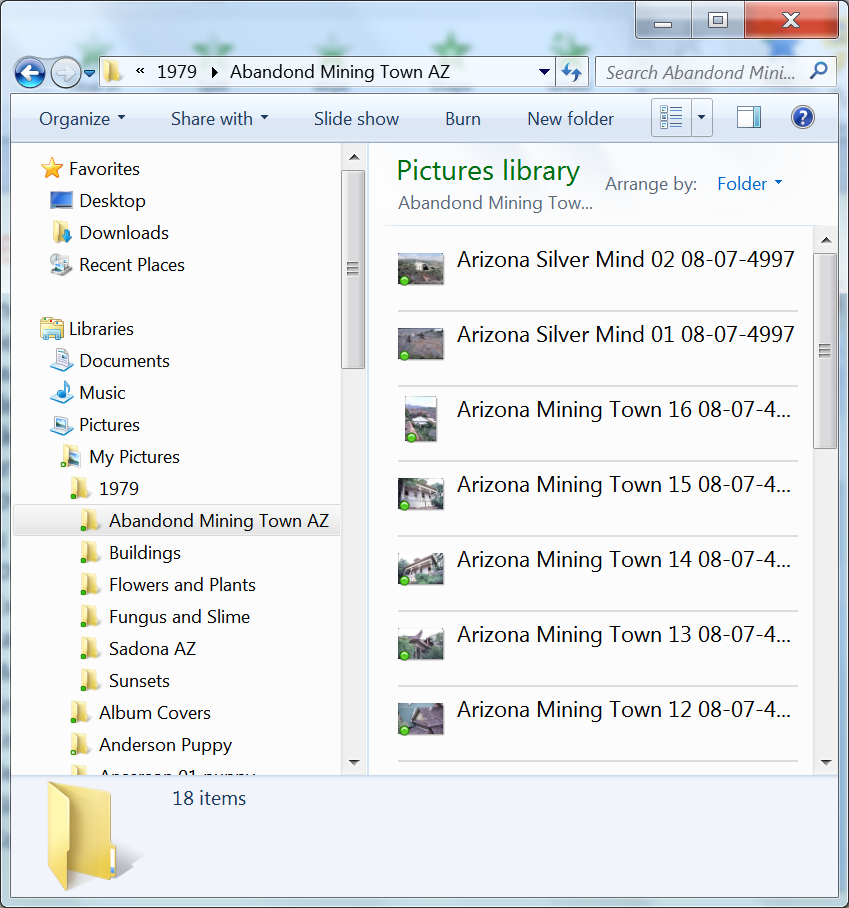 « 1979 Abandond Mining Town AZ
Search Abandond Mini...
Organize Share with Slide show Burn New folder
Favorites
Desktop
Downloads
Recent Places
Libraries
Documents
Music
Pictures
My Pictures
1979
Abandond Mining Town AZ
Buildings
Flowers and Plants
Fungus and Slime
Sadona AZ
Sunsets
Album Covers
Anderson Puppy
Pictures library
Abandond Mining Tow...
Arrange by: Folder
Arizona Silver Mind 02 08-07-4997
Arizona Silver Mind 01 08-07-4997
Arizona Mining Town 16 08-07-4...
Arizona Mining Town 15 08-07-4...
Arizona Mining Town 14 08-07-4...
Arizona Mining Town 13 08-07-4...
Arizona Mining Town 12 08-07-4...
18 items